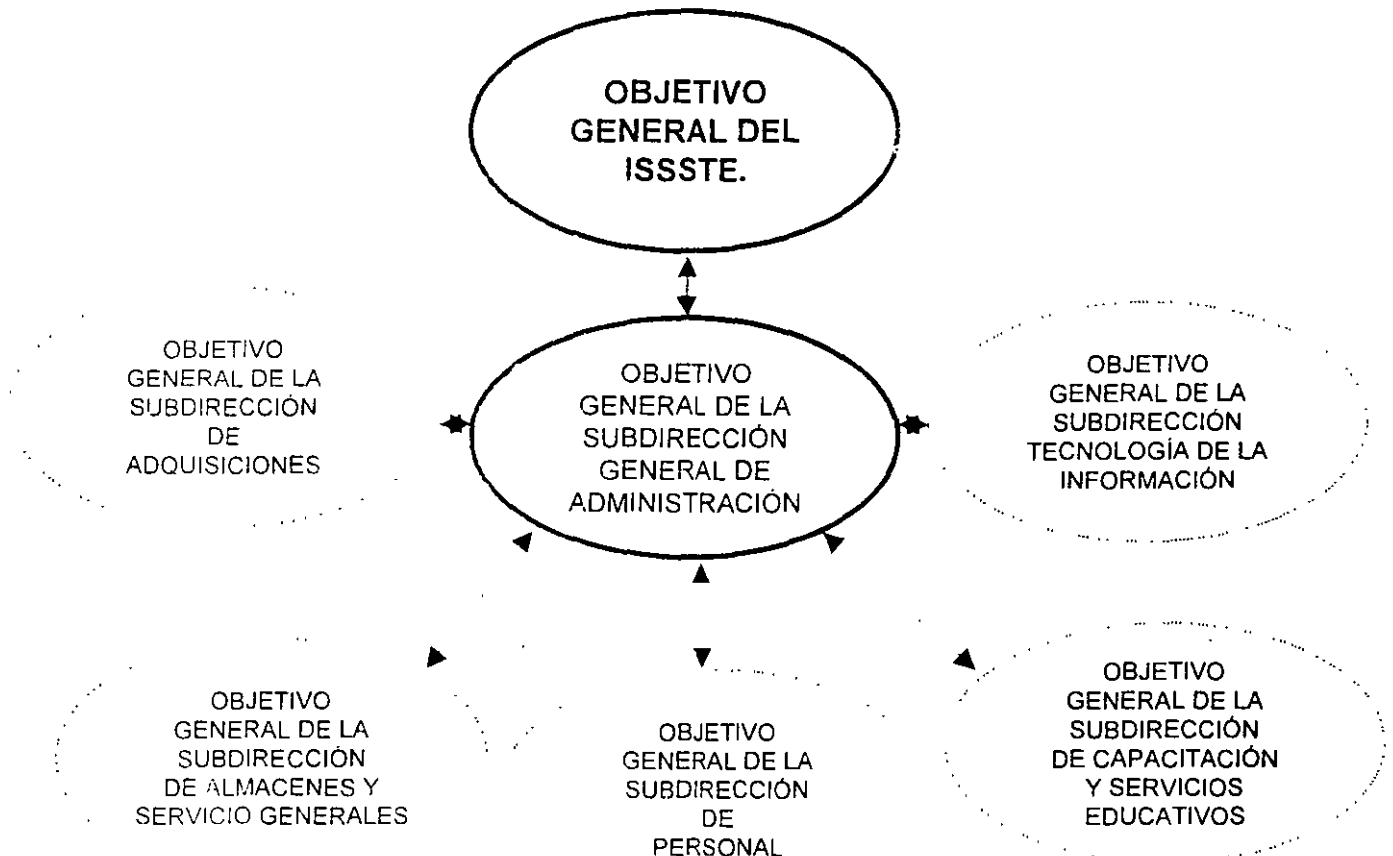 OBJETIVO
GENERAL DEL
ISSSTE.
OBJETIVO
GENERAL DE LA
SUBDIRECCIÓN
DE
ADQUISICIONES
OBJETIVO
GENERAL DE LA
SUBDIRECCIÓN
GENERAL DE
ADMINISTRACIÓN
OBJETIVO
GENERAL DE LA
SUBDIRECCIÓN
TECNOLOGÍA DE LA
INFORMACIÓN
OBJETIVO
GENERAL DE LA
SUBDIRECCIÓN
DE ALMACENES Y
SERVICIO GENERALES
OBJETIVO
GENERAL DE LA
SUBDIRECCIÓN
DE
PERSONAL
OBJETIVO
GENERAL DE LA
SUBDIRECCIÓN
DE CAPACITACIÓN
Y SERVICIOS
EDUCATIVOS